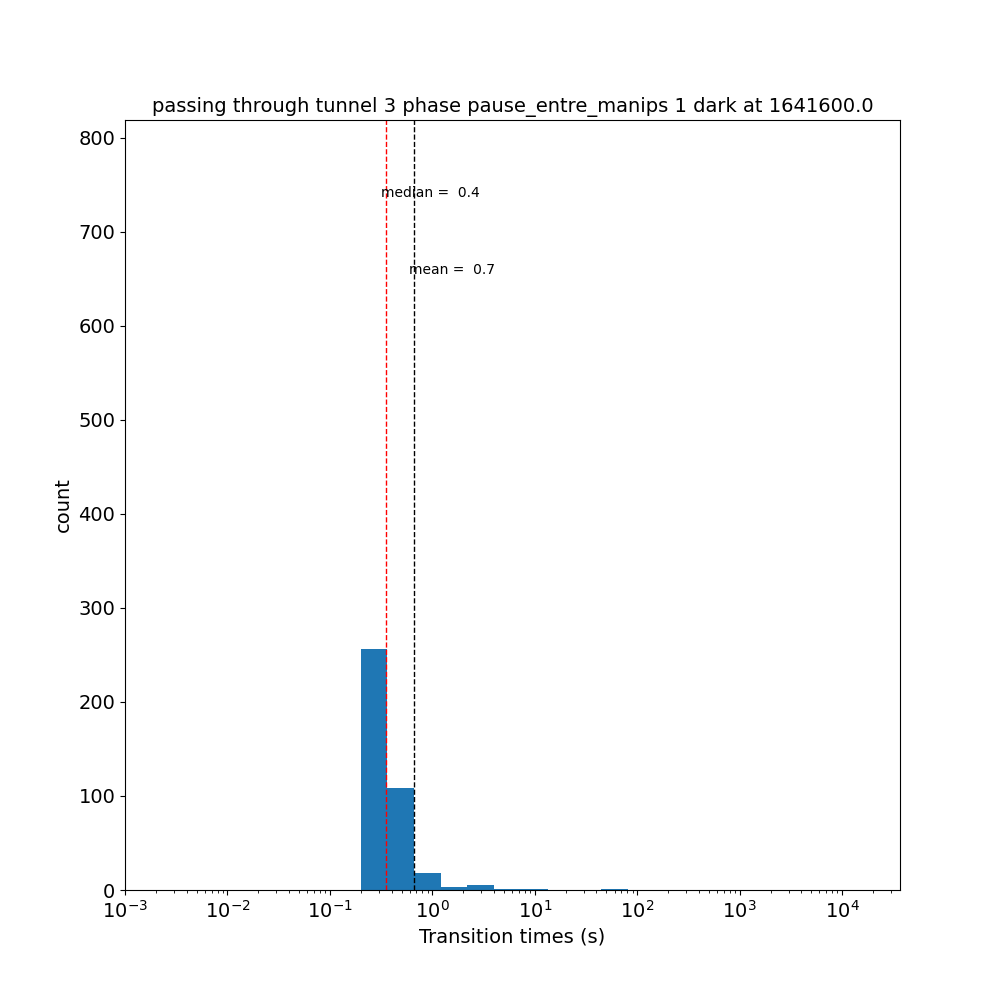 passing through tunnel 3 phase pause_entre_manips 1 dark at 1641600.0
800
median =  0.4
700
mean =  0.7
600
500
count
400
300
200
100
0
10⁻³ 10⁻² 10⁻¹ 10⁰ 10¹ 10² 10³ 10⁴
Transition times (s)